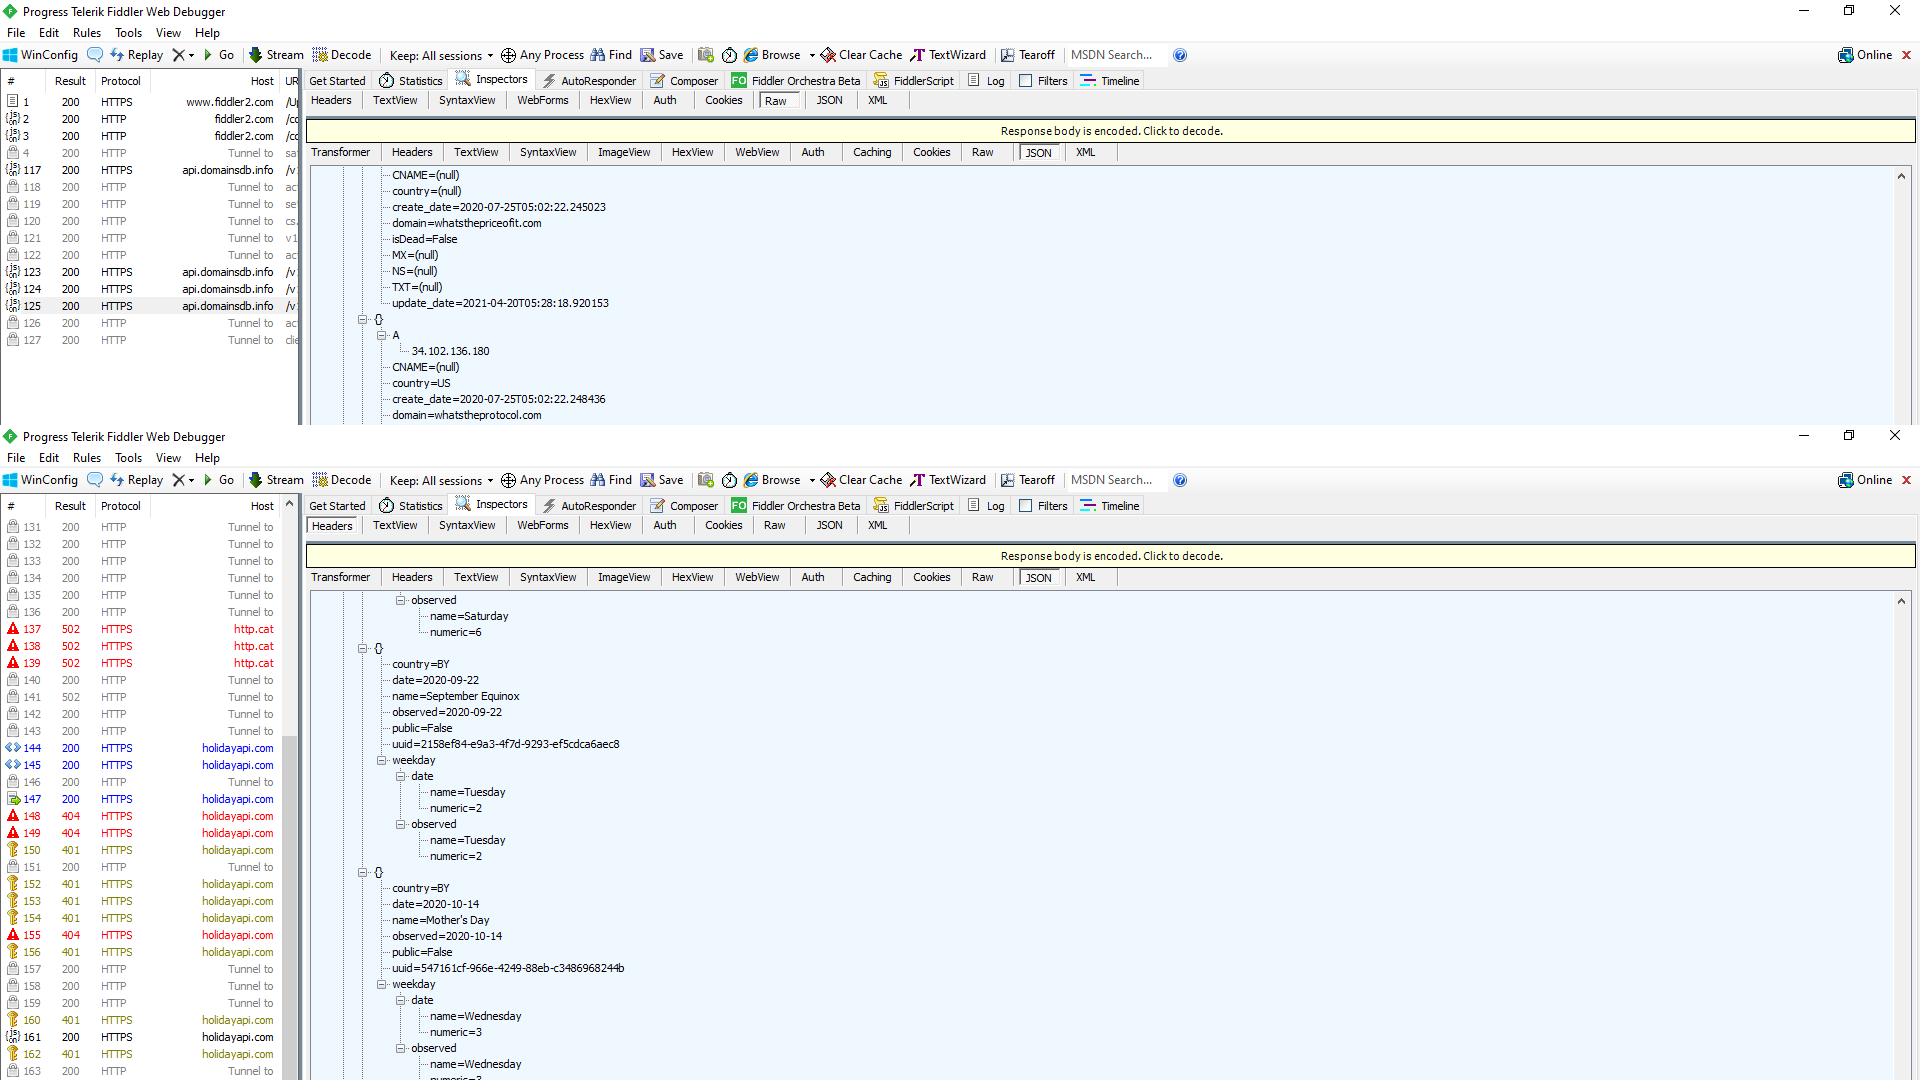 Progress Telerik Fiddler Web Debugger
File Edit Rules Tools View Help
WinConfig Replay Go Stream Decode Keep: All sessions Any Process Find Save Browse Clear Cache TextWizard Tearoff MSDN Search... Online
# Result Protocol Host
Get Started Statistics Inspectors AutoResponder Composer Fiddler Orchestra Beta FiddlerScript Log Filters Timeline
Headers TextView SyntaxView WebForms HexView Auth Cookies Raw JSON XML
Response body is encoded. Click to decode.
Transformer Headers TextView SyntaxView ImageView HexView WebView Auth Caching Cookies Raw JSON XML
1 200 HTTPS www.fiddler2.com
2 200 HTTP fiddler2.com
3 200 HTTP fiddler2.com
4 200 HTTP Tunnel to
117 200 HTTPS api.domainsdb.info
118 200 HTTP Tunnel to
119 200 HTTP Tunnel to
120 200 HTTP Tunnel to
121 200 HTTP Tunnel to
122 200 HTTP Tunnel to
123 200 HTTPS api.domainsdb.info
124 200 HTTPS api.domainsdb.info
125 200 HTTPS api.domainsdb.info
126 200 HTTP Tunnel to
127 200 HTTP Tunnel to
CNAME=(null)
country=(null)
create_date=2020-07-25T05:02:22.245023
domain=whatsthepriceofit.com
isDead=False
MX=(null)
NS=(null)
TXT=(null)
update_date=2021-04-20T05:28:18.920153
{}
A
34.102.136.180
CNAME=(null)
country=US
create_date=2020-07-25T05:02:22.248436
domain=whatstheprotocol.com
Progress Telerik Fiddler Web Debugger
File Edit Rules Tools View Help
WinConfig Replay Go Stream Decode Keep: All sessions Any Process Find Save Browse Clear Cache TextWizard Tearoff MSDN Search... Online
# Result Protocol Host
Get Started Statistics Inspectors AutoResponder Composer Fiddler Orchestra Beta FiddlerScript Log Filters Timeline
Headers TextView SyntaxView WebForms HexView Auth Cookies Raw JSON XML
Response body is encoded. Click to decode.
Transformer Headers TextView SyntaxView ImageView HexView WebView Auth Caching Cookies Raw JSON XML
131 200 HTTP Tunnel to
132 200 HTTP Tunnel to
133 200 HTTP Tunnel to
134 200 HTTP Tunnel to
135 200 HTTP Tunnel to
136 200 HTTP Tunnel to
137 502 HTTPS http.cat
138 502 HTTPS http.cat
139 502 HTTPS http.cat
140 200 HTTP Tunnel to
141 502 HTTP Tunnel to
142 200 HTTP Tunnel to
143 200 HTTP Tunnel to
144 200 HTTPS holidayapi.com
145 200 HTTPS holidayapi.com
146 200 HTTP Tunnel to
147 200 HTTPS holidayapi.com
148 404 HTTPS holidayapi.com
149 404 HTTPS holidayapi.com
150 401 HTTPS holidayapi.com
151 200 HTTP Tunnel to
152 401 HTTPS holidayapi.com
153 401 HTTPS holidayapi.com
154 401 HTTPS holidayapi.com
155 404 HTTPS holidayapi.com
156 401 HTTPS holidayapi.com
157 200 HTTP Tunnel to
158 200 HTTP Tunnel to
159 200 HTTP Tunnel to
160 401 HTTPS holidayapi.com
161 200 HTTPS holidayapi.com
162 401 HTTPS holidayapi.com
163 200 HTTP Tunnel to
observed
name=Saturday
numeric=6
{}
country=BY
date=2020-09-22
name=September Equinox
observed=2020-09-22
public=False
uuid=2158ef84-e9a3-4f7d-9293-ef5cdca6aec8
weekday
date
name=Tuesday
numeric=2
observed
name=Tuesday
numeric=2
{}
country=BY
date=2020-10-14
name=Mother's Day
observed=2020-10-14
public=False
uuid=547161cf-966e-4249-88eb-c3486968244b
weekday
date
name=Wednesday
numeric=3
observed
name=Wednesday
numeric=3